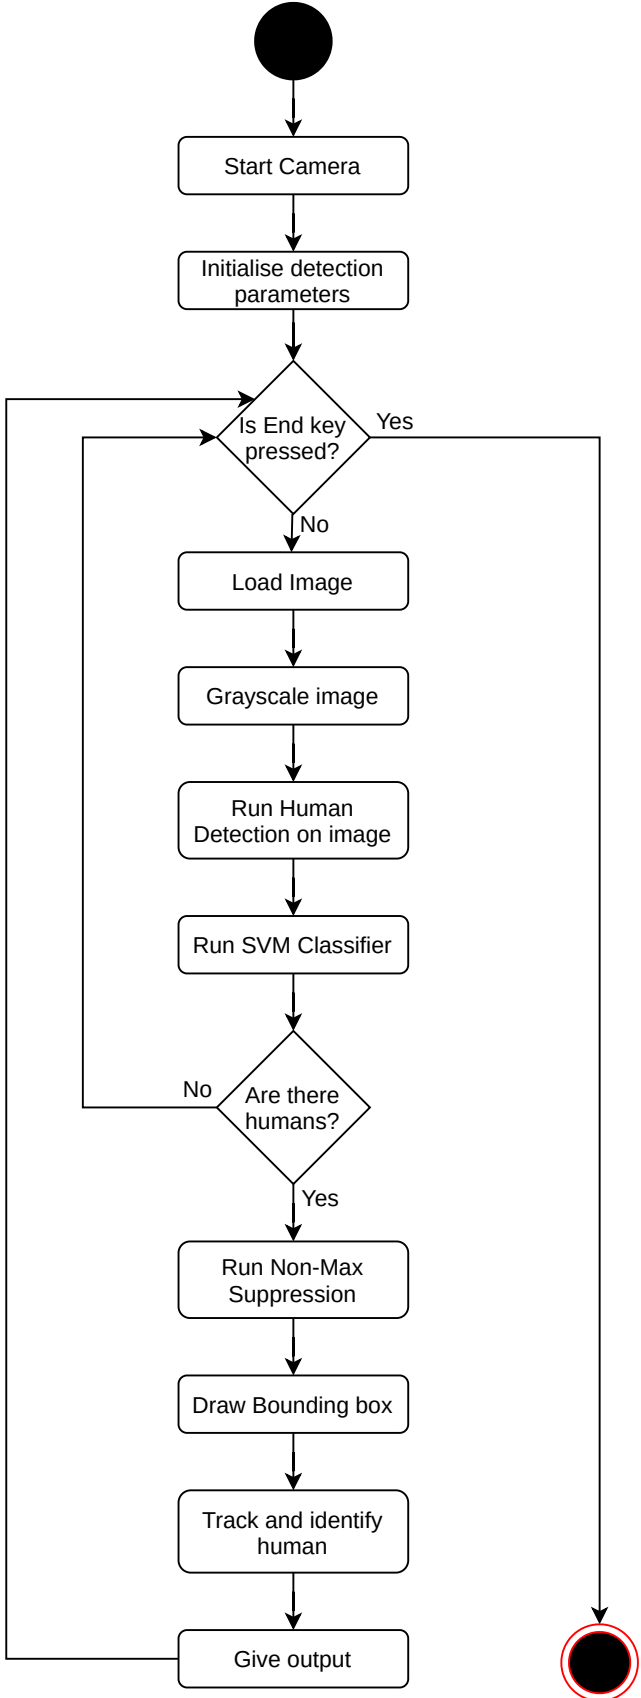 Start Camera
Initialise detection
parameters
Is End key
pressed?
Yes
No
Load Image
Grayscale image
Run Human
Detection on image
Run SVM Classifier
No
Are there
humans?
Yes
Run Non-Max
Suppression
Draw Bounding box
Track and identify
human
Give output